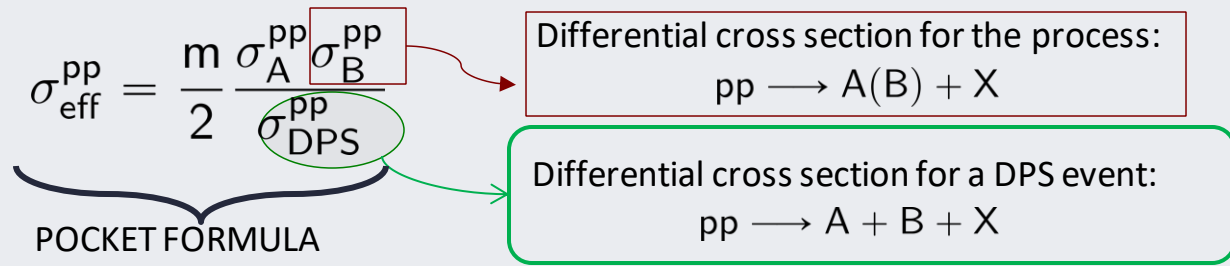 σ_eff^pp = m/2 σ_A^pp σ_B^pp / σ_DPS^pp
POCKET FORMULA
Differential cross section for the process:
pp ⟶ A(B) + X
Differential cross section for a DPS event:
pp ⟶ A + B + X